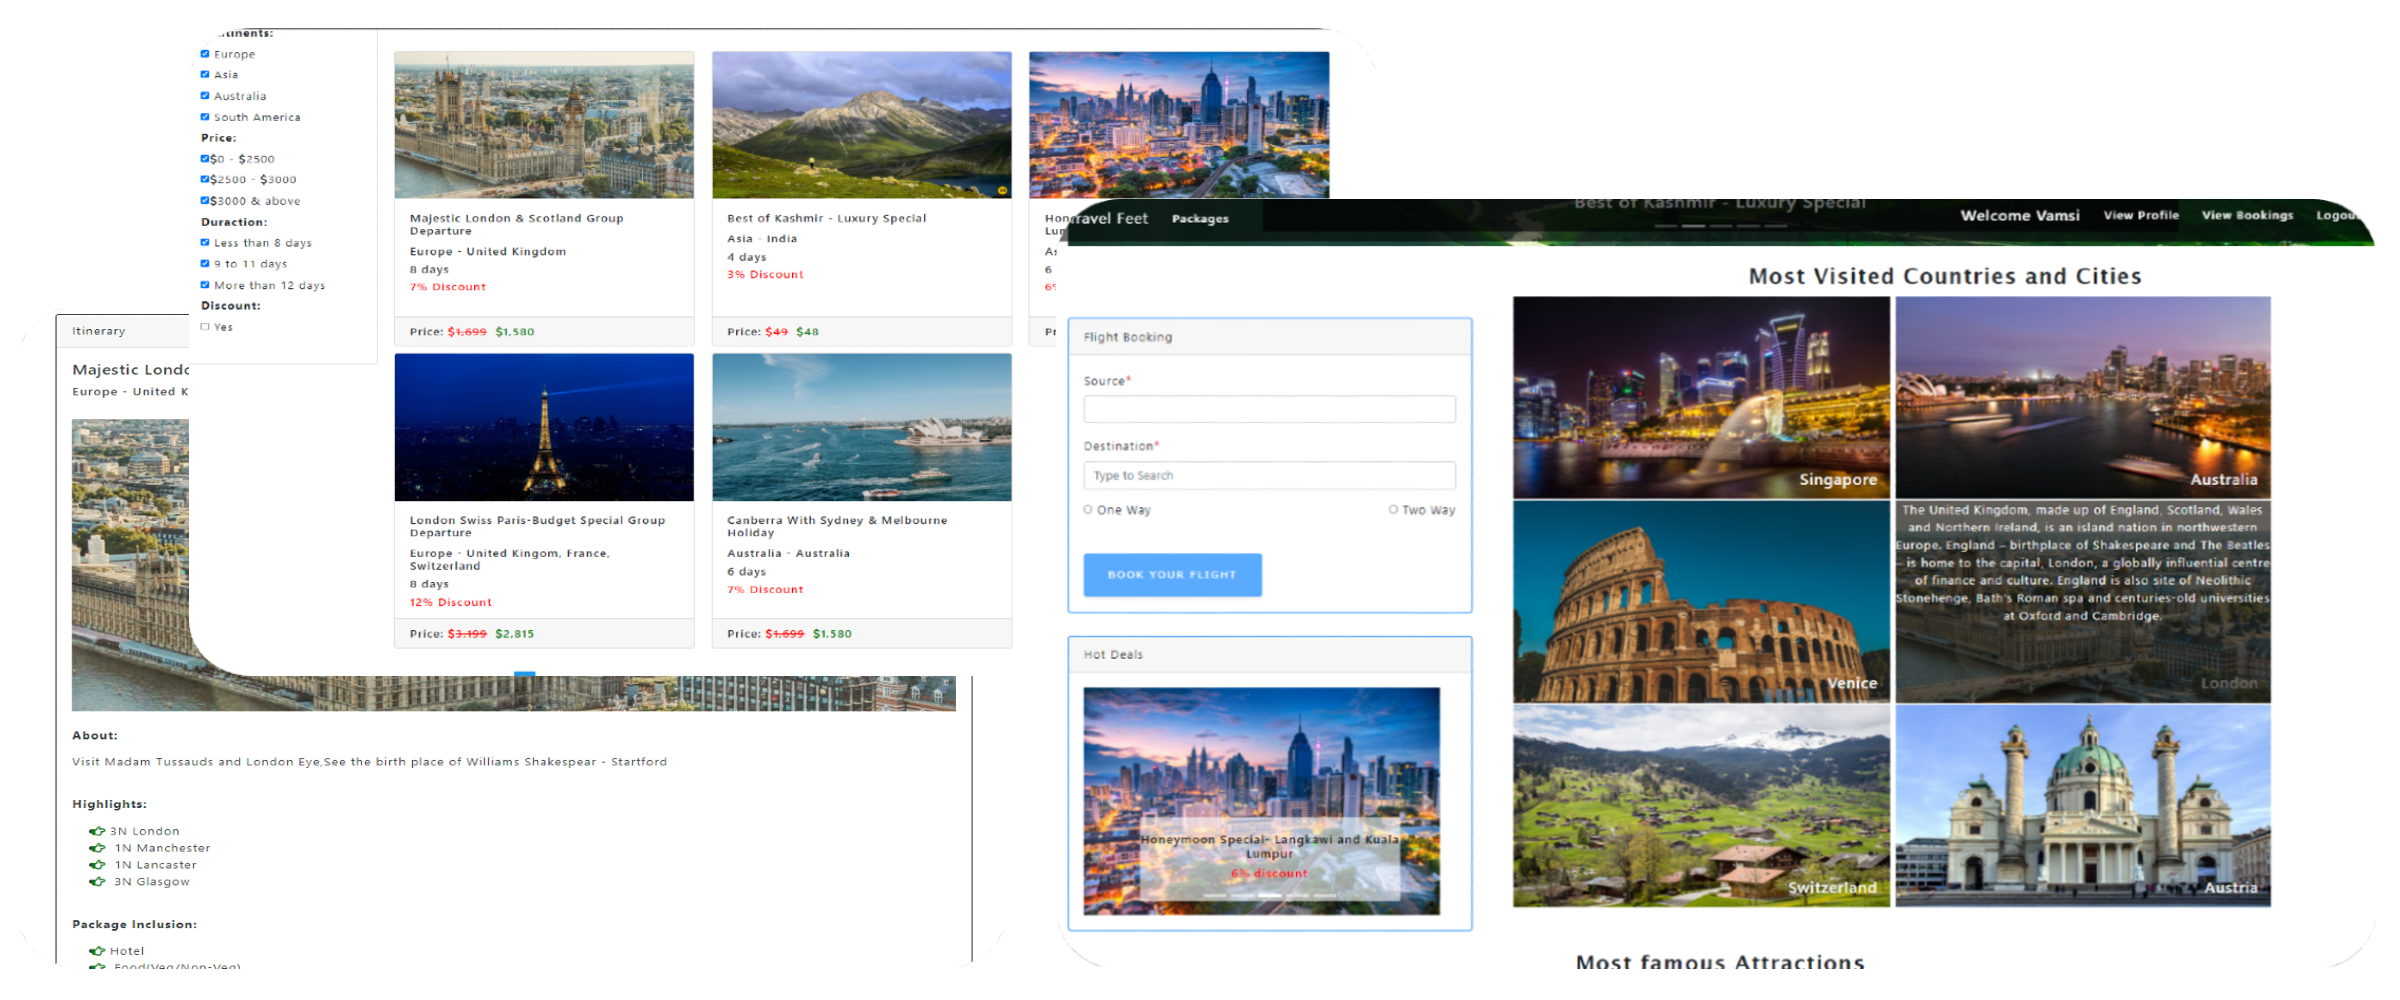 Europe
Asia
Australia
South America
Price:
$0 - $2500
$2500 - $3000
$3000 & above
Duraction:
Less than 8 days
9 to 11 days
More than 12 days
Discount:
Yes
Majestic London & Scotland Group
Departure
Europe - United Kingdom
8 days
7% Discount
Price: $1,699 $1,580
Best of Kashmir - Luxury Special
Asia - India
4 days
3% Discount
Price: $49 $48
Hon
Lun
As
6
6%
Pr
London Swiss Paris-Budget Special Group
Departure
Europe - United Kingom, France,
Switzerland
8 days
12% Discount
Price: $3,199 $2,815
Canberra With Sydney & Melbourne
Holiday
Australia - Australia
6 days
7% Discount
Price: $1,699 $1,580
Itinerary
Majestic Londo
Europe - United K
About:
Visit Madam Tussauds and London Eye,See the birth place of Williams Shakespear - Startford
Highlights:
3N London
1N Manchester
1N Lancaster
3N Glasgow
Package Inclusion:
Hotel
Food(Veg/Non-Veg)
Best of Kashmir - Luxury Special
ravel Feet Packages Welcome Vamsi View Profile View Bookings Logou
Flight Booking
Source*
Destination*
Type to Search
One Way Two Way
BOOK YOUR FLIGHT
Hot Deals
Honeymoon Special- Langkawi and Kuala
Lumpur
6% discount
Most Visited Countries and Cities
Singapore
Australia
Venice
The United Kingdom, made up of England, Scotland, Wales
and Northern Ireland, is an island nation in northwestern
Europe. England – birthplace of Shakespeare and The Beatles
– is home to the capital, London, a globally influential centre
of finance and culture. England is also site of Neolithic
Stonehenge, Bath's Roman spa and centuries-old universities
at Oxford and Cambridge.
London
Switzerland
Austria
Most famous Attractions